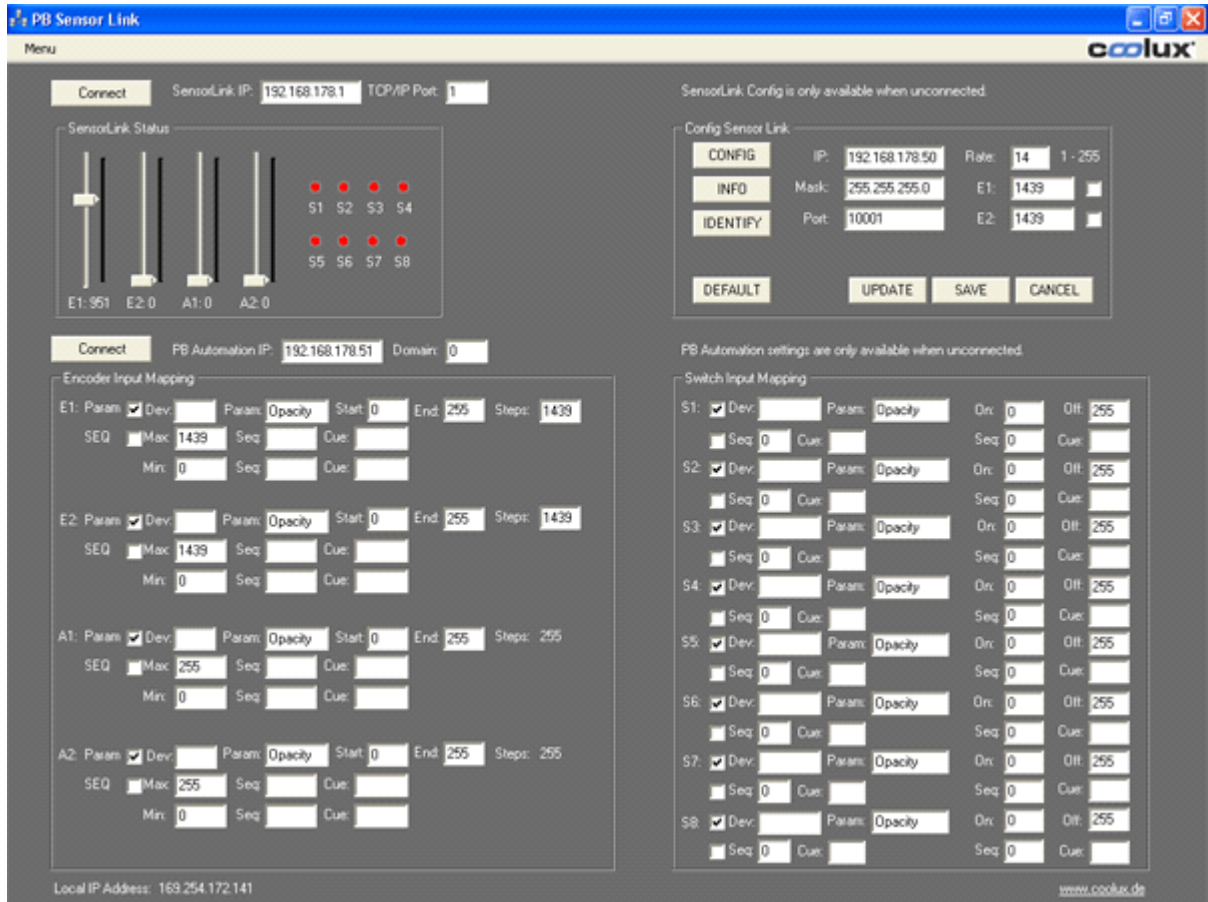 PB Sensor Link
Menu
coolux
Connect SensorLink IP: 192.168.178.1 TCP/IP Port: 1
SensorLink Config is only available when unconnected.
SensorLink Status
S1 S2 S3 S4
S5 S6 S7 S8
E1: 951 E2: 0 A1: 0 A2: 0
Config Sensor Link
CONFIG IP: 192.168.178.50 Rate: 14 1 - 255
INFO Mask: 255.255.255.0 E1: 1439
IDENTIFY Port: 10001 E2: 1439
DEFAULT UPDATE SAVE CANCEL
Connect PB Automation IP: 192.168.178.51 Domain: 0
PB Automation settings are only available when unconnected.
Encoder Input Mapping
E1: Param Dev: Param: Opacity Start: 0 End: 255 Steps: 1439
SEQ Max: 1439 Seq: Cue:
Min: 0 Seq: Cue:
E2: Param Dev: Param: Opacity Start: 0 End: 255 Steps: 1439
SEQ Max: 1439 Seq: Cue:
Min: 0 Seq: Cue:
A1: Param Dev: Param: Opacity Start: 0 End: 255 Steps: 255
SEQ Max: 255 Seq: Cue:
Min: 0 Seq: Cue:
A2: Param Dev: Param: Opacity Start: 0 End: 255 Steps: 255
SEQ Max: 255 Seq: Cue:
Min: 0 Seq: Cue:
Switch Input Mapping
S1: Dev: Param: Opacity On: 0 Off: 255
Seq: 0 Cue: Seq: 0 Cue:
S2: Dev: Param: Opacity On: 0 Off: 255
Seq: 0 Cue: Seq: 0 Cue:
S3: Dev: Param: Opacity On: 0 Off: 255
Seq: 0 Cue: Seq: 0 Cue:
S4: Dev: Param: Opacity On: 0 Off: 255
Seq: 0 Cue: Seq: 0 Cue:
S5: Dev: Param: Opacity On: 0 Off: 255
Seq: 0 Cue: Seq: 0 Cue:
S6: Dev: Param: Opacity On: 0 Off: 255
Seq: 0 Cue: Seq: 0 Cue:
S7: Dev: Param: Opacity On: 0 Off: 255
Seq: 0 Cue: Seq: 0 Cue:
S8: Dev: Param: Opacity On: 0 Off: 255
Seq: 0 Cue: Seq: 0 Cue:
Local IP Address: 169.254.172.141
www.coolux.de